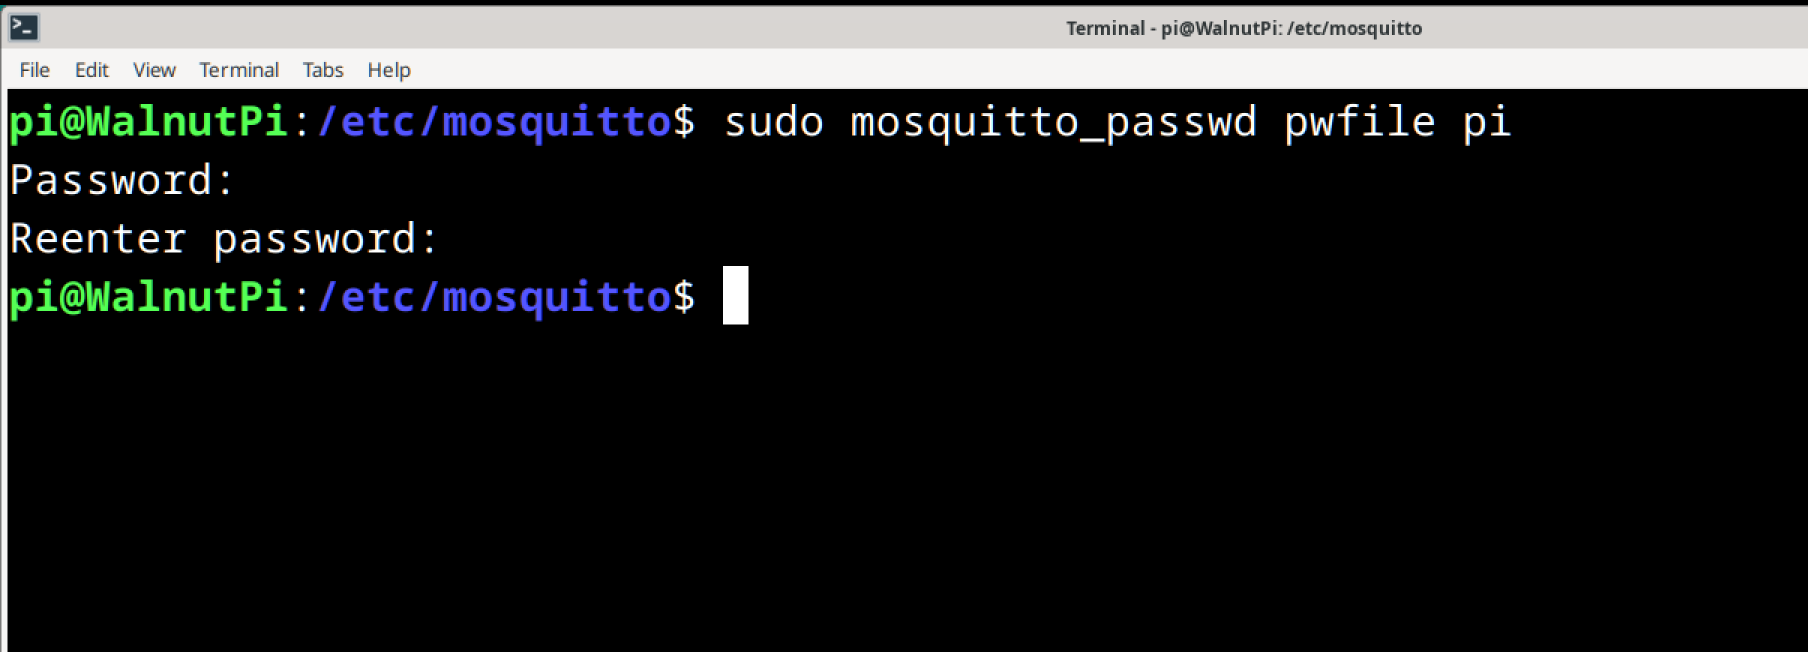 Terminal - pi@WalnutPi: /etc/mosquitto
File Edit View Terminal Tabs Help
pi@WalnutPi:/etc/mosquitto$ sudo mosquitto_passwd pwfile pi
Password:
Reenter password:
pi@WalnutPi:/etc/mosquitto$